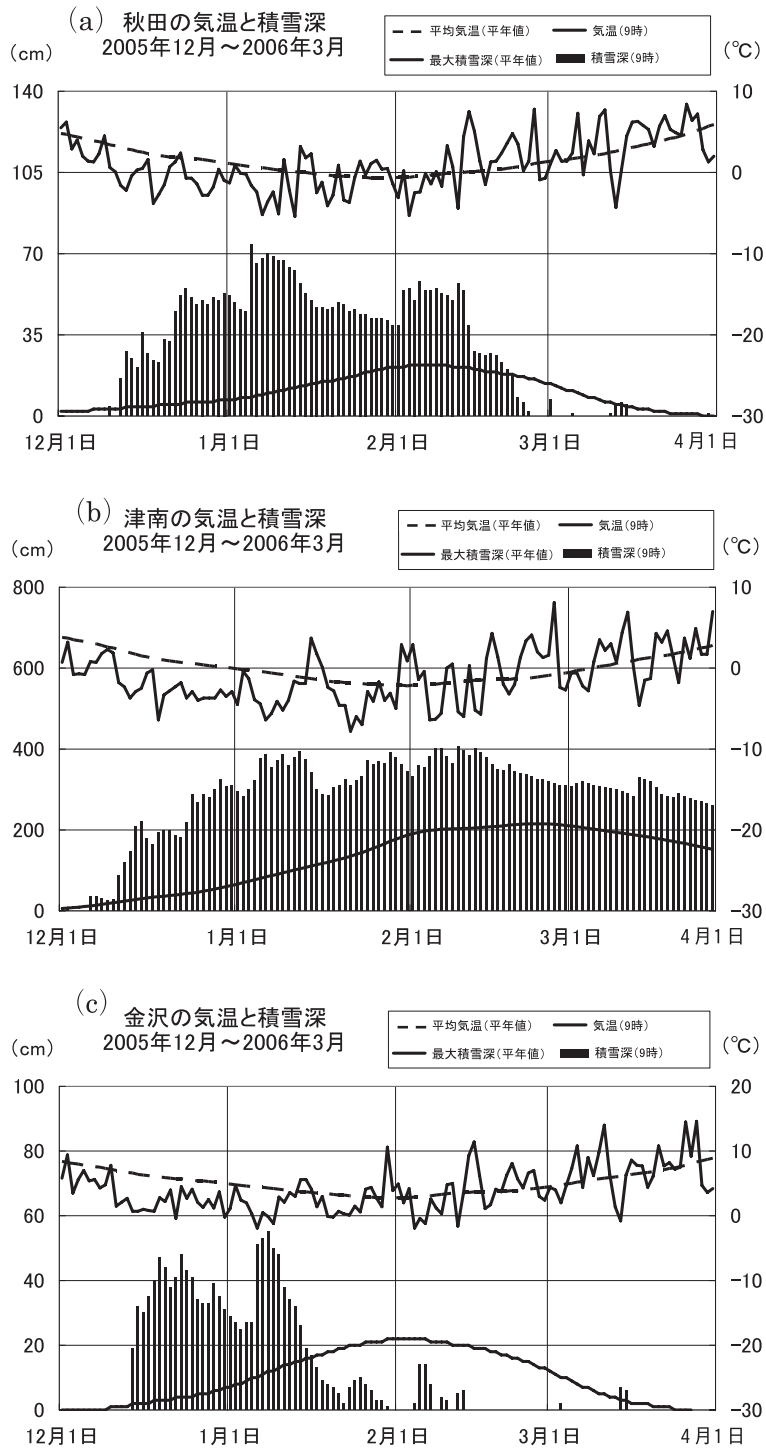 (a) 秋田の気温と積雪深
2005年12月～2006年3月
平均気温(平年値) 気温(9時)
最大積雪深(平年値) 積雪深(9時)
(cm) (℃)
140 10
105 0
70 -10
35 -20
0 -30
12月1日 1月1日 2月1日 3月1日 4月1日
(b) 津南の気温と積雪深
2005年12月～2006年3月
平均気温(平年値) 気温(9時)
最大積雪深(平年値) 積雪深(9時)
(cm) (℃)
800 10
600 0
400 -10
200 -20
0 -30
12月1日 1月1日 2月1日 3月1日 4月1日
(c) 金沢の気温と積雪深
2005年12月～2006年3月
平均気温(平年値) 気温(9時)
最大積雪深(平年値) 積雪深(9時)
(cm) (℃)
100 20
80 10
60 0
40 -10
20 -20
0 -30
12月1日 1月1日 2月1日 3月1日 4月1日